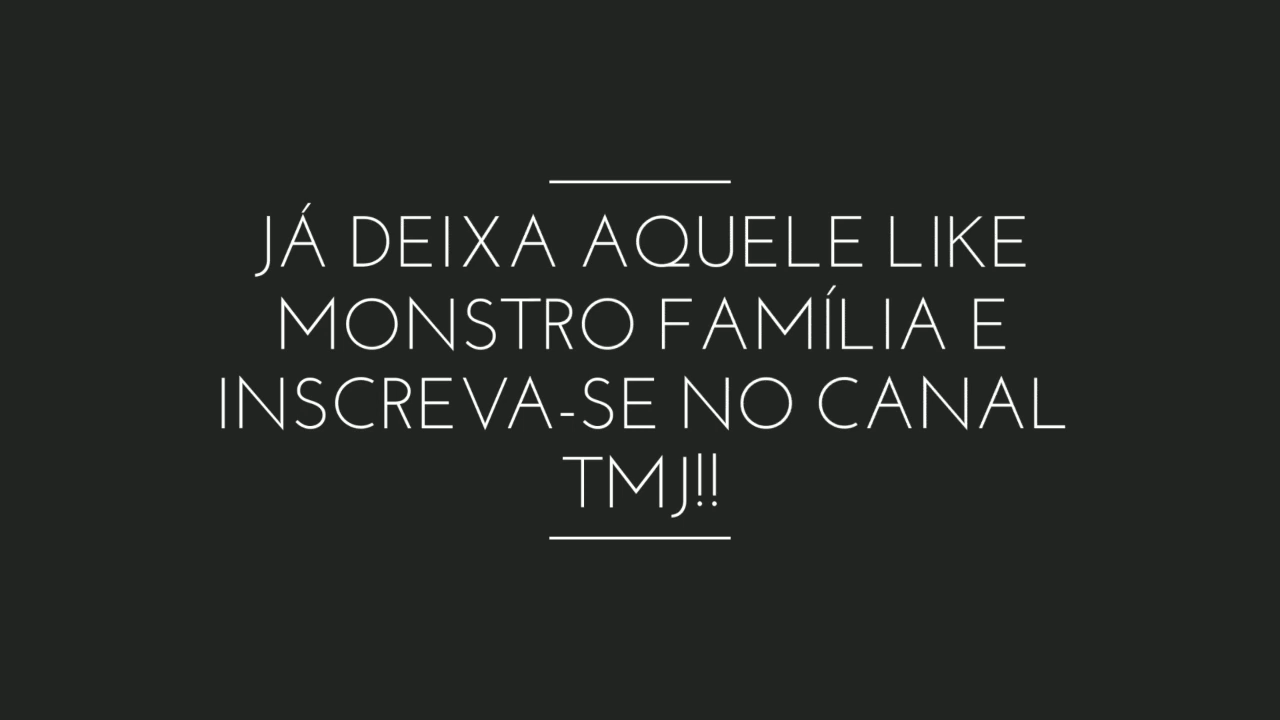 JÁ DEIXA AQUELE LIKE
MONSTRO FAMÍLIA E
INSCREVA-SE NO CANAL
TMJ!!